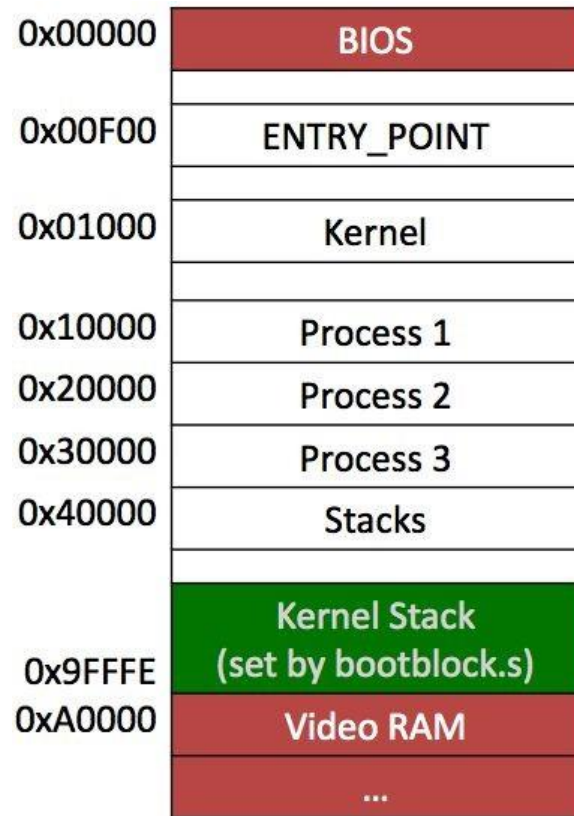 0x00000 BIOS
0x00F00 ENTRY_POINT
0x01000 Kernel
0x10000 Process 1
0x20000 Process 2
0x30000 Process 3
0x40000 Stacks
Kernel Stack
0x9FFFE (set by bootblock.s)
0xA0000 Video RAM
...